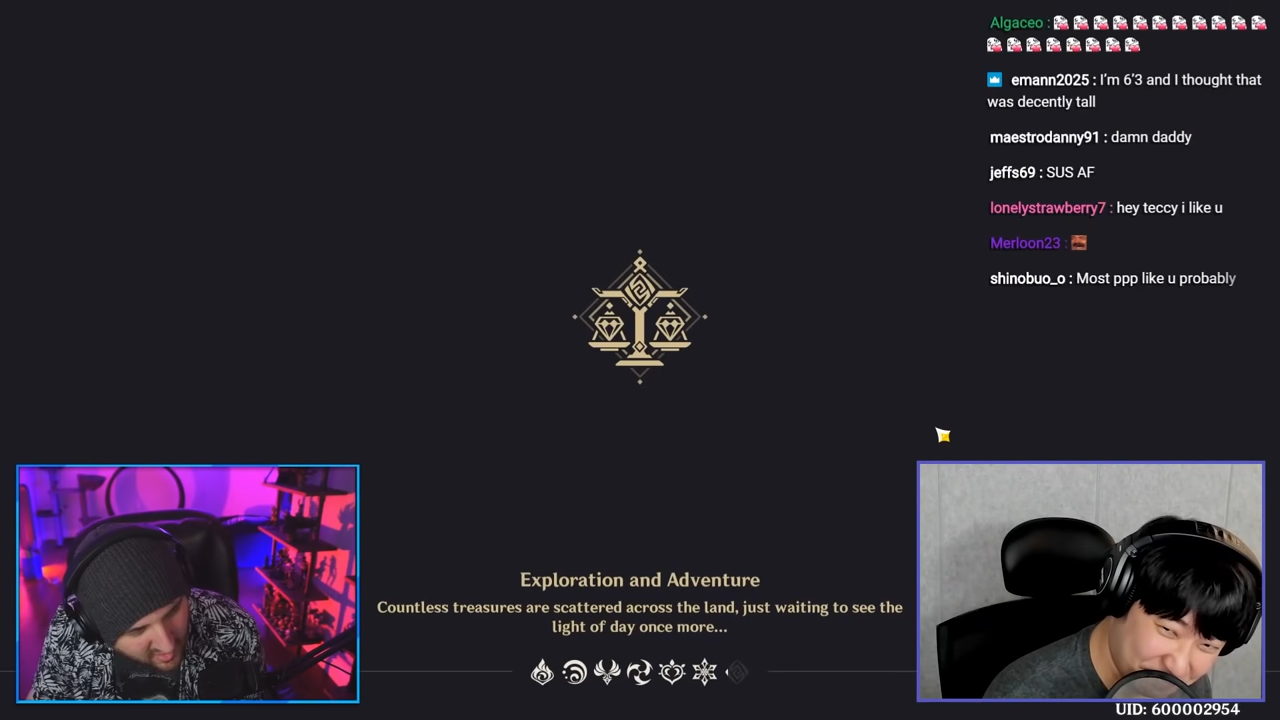 Algaceo :
emann2025 : I'm 6'3 and I thought that
was decently tall
maestrodanny91 : damn daddy
jeffs69 : SUS AF
lonelystrawberry7 : hey teccy i like u
Merloon23 :
shinobuo_o : Most ppp like u probably
Exploration and Adventure
Countless treasures are scattered across the land, just waiting to see the
light of day once more...
UID: 600002954